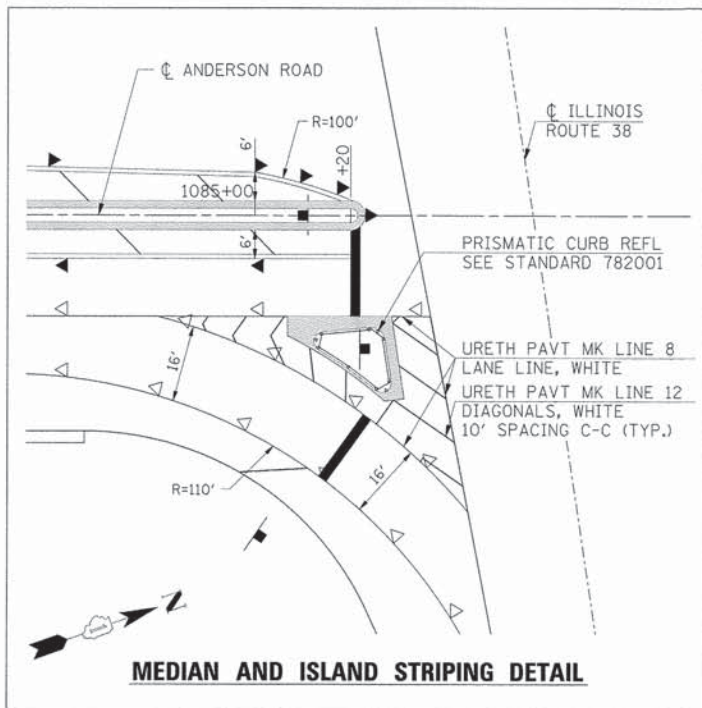 ℄ ANDERSON ROAD
R=100'
℄ ILLINOIS
ROUTE 38
6'
+20
1085+00
6'
PRISMATIC CURB REFL
SEE STANDARD 782001
16'
URETH PAVT MK LINE 8
LANE LINE, WHITE
URETH PAVT MK LINE 12
DIAGONALS, WHITE
10' SPACING C-C (TYP.)
16'
R=110'
N
MEDIAN AND ISLAND STRIPING DETAIL